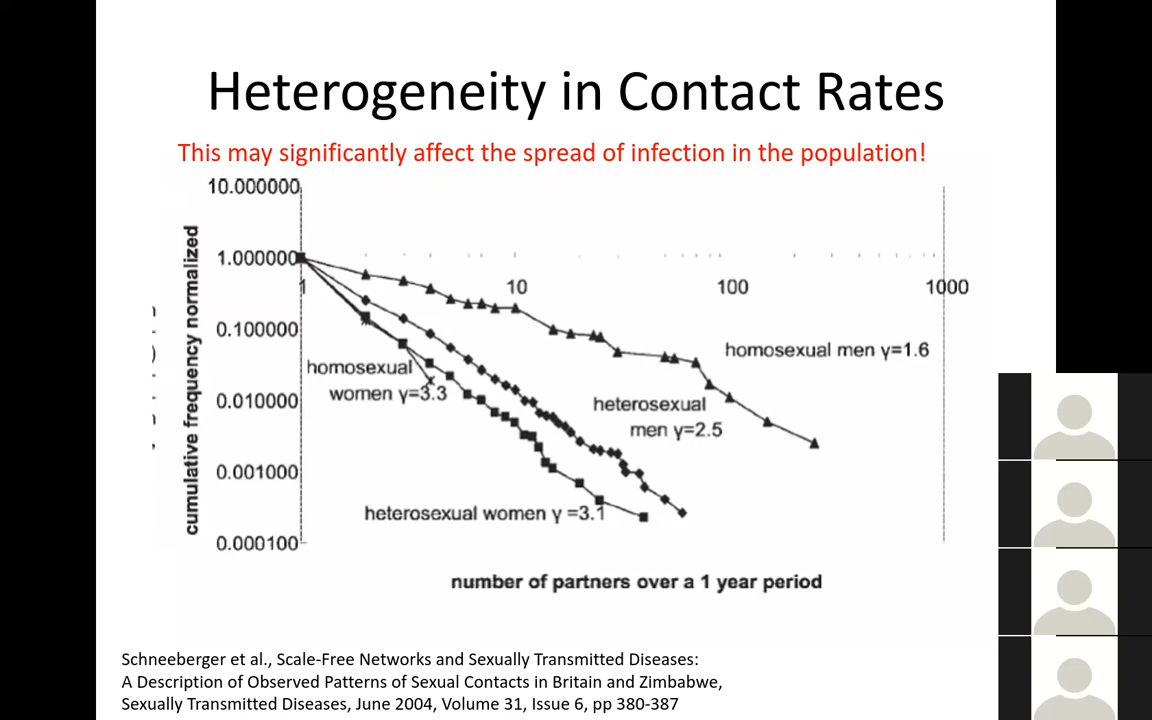 Heterogeneity in Contact Rates
This may significantly affect the spread of infection in the population!
10.000000
1.000000
1
10
100
1000
0.100000
homosexual men γ=1.6
homosexual
women γ=3.3
0.010000
heterosexual
men γ=2.5
0.001000
heterosexual women γ =3.1
0.000100
cumulative frequency normalized
number of partners over a 1 year period
Schneeberger et al., Scale-Free Networks and Sexually Transmitted Diseases:
A Description of Observed Patterns of Sexual Contacts in Britain and Zimbabwe,
Sexually Transmitted Diseases, June 2004, Volume 31, Issue 6, pp 380-387